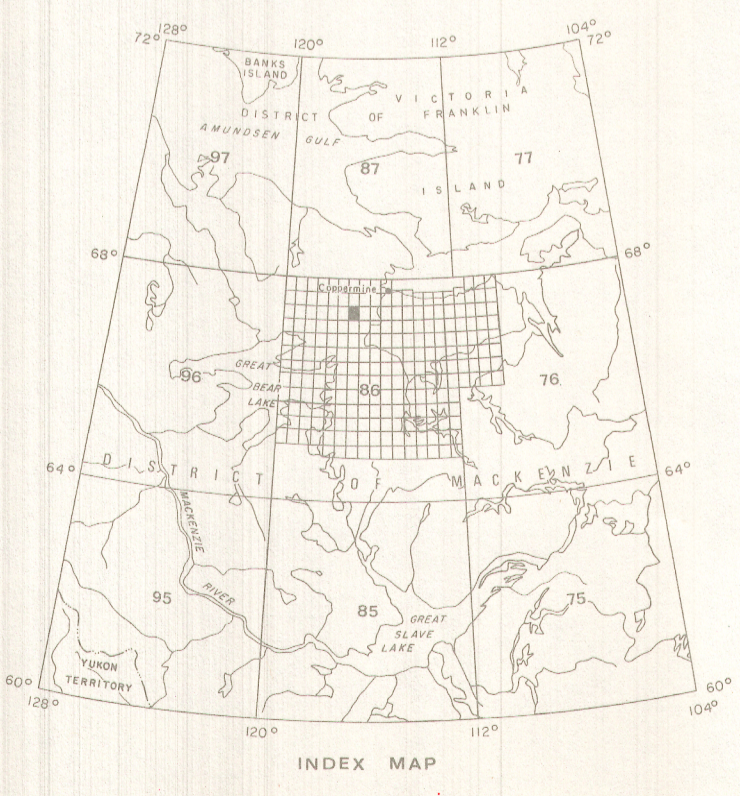 128°
72°
120°
112°
104°
72°
BANKS
ISLAND
VICTORIA
DISTRICT OF FRANKLIN
AMUNDSEN GULF
97
87
77
ISLAND
68°
68°
Coppermine
GREAT
96
BEAR
86
76
LAKE
DISTRICT OF MACKENZIE
64°
64°
MACKENZIE
RIVER
95
85
75
GREAT
SLAVE
LAKE
YUKON
TERRITORY
60°
128°
60°
104°
120°
112°
INDEX MAP